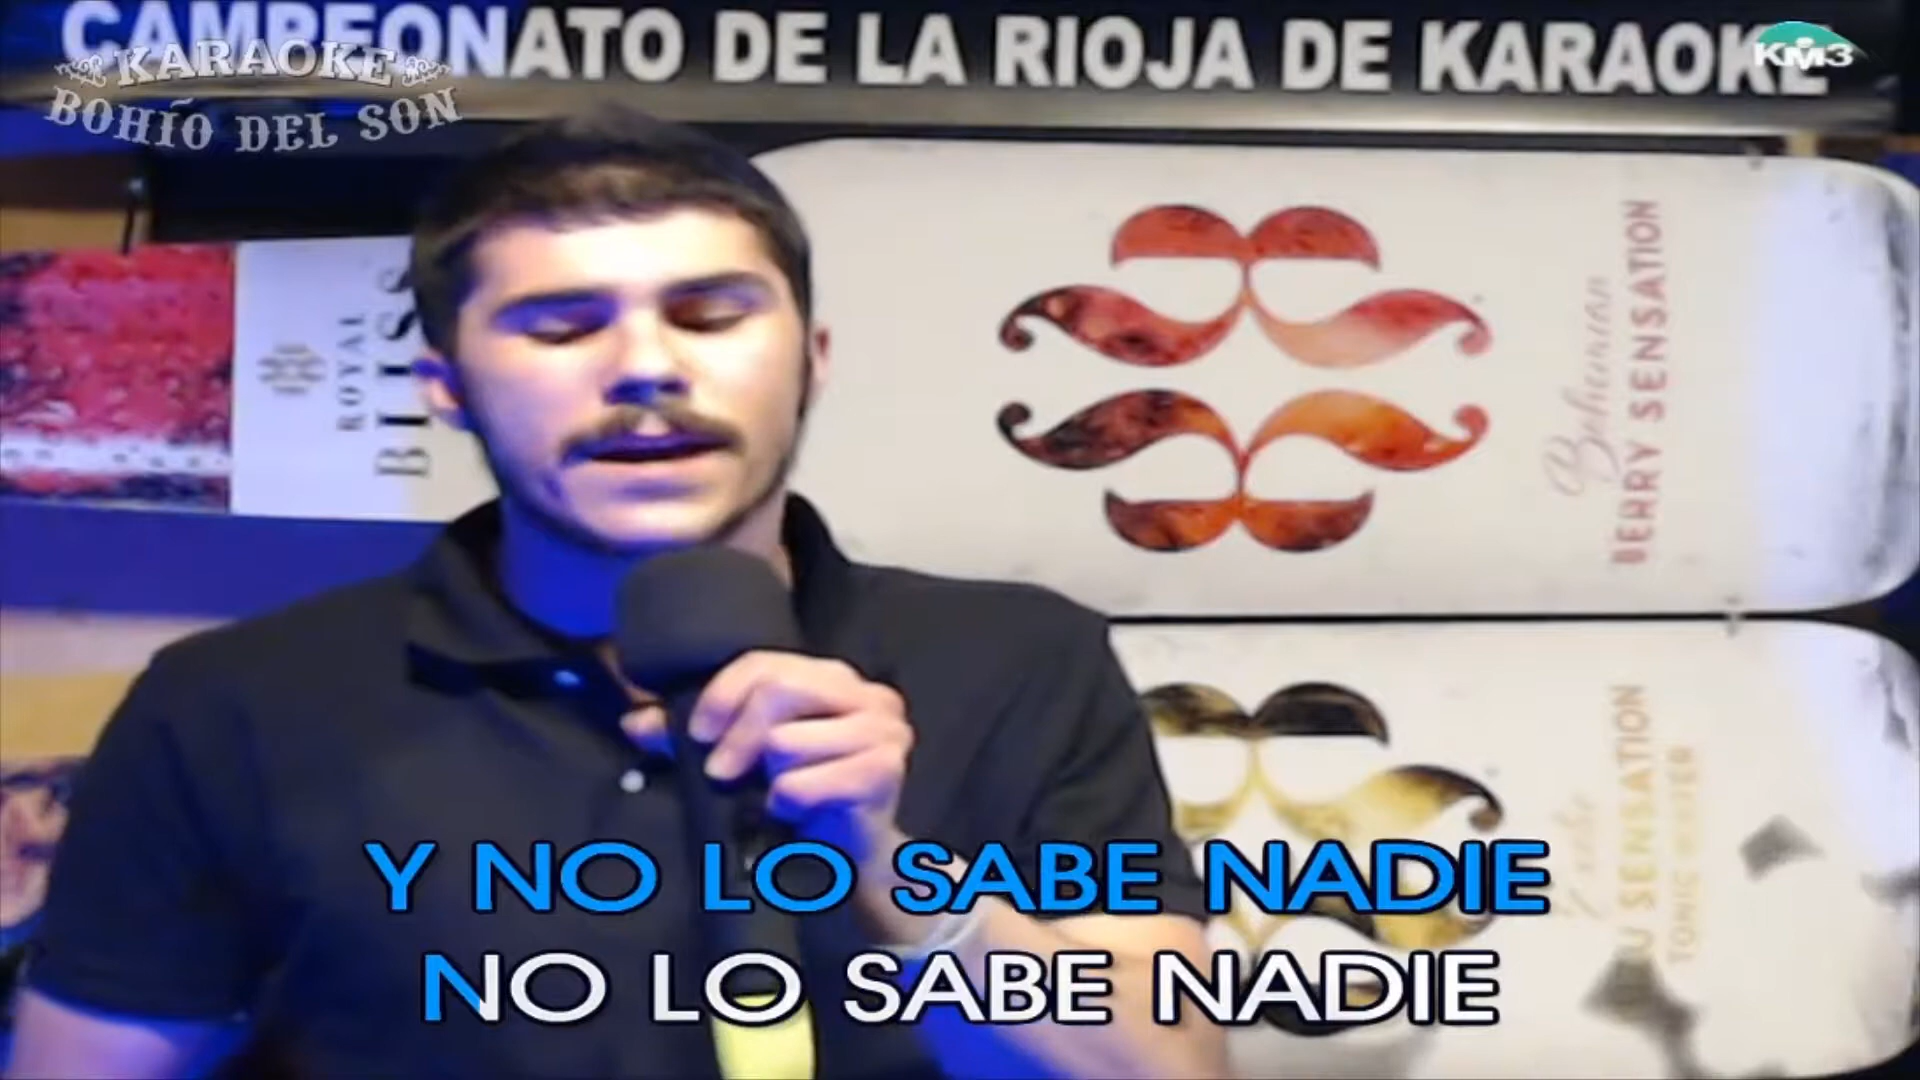 CAMPEONATO DE LA RIOJA DE KARAOKE
KARAOKE
BOHÍO DEL SON
KM3
ROYAL
BLISS
Bohemian
BERRY SENSATION
SENSATION
TONIC WATER
Y NO LO SABE NADIE
NO LO SABE NADIE